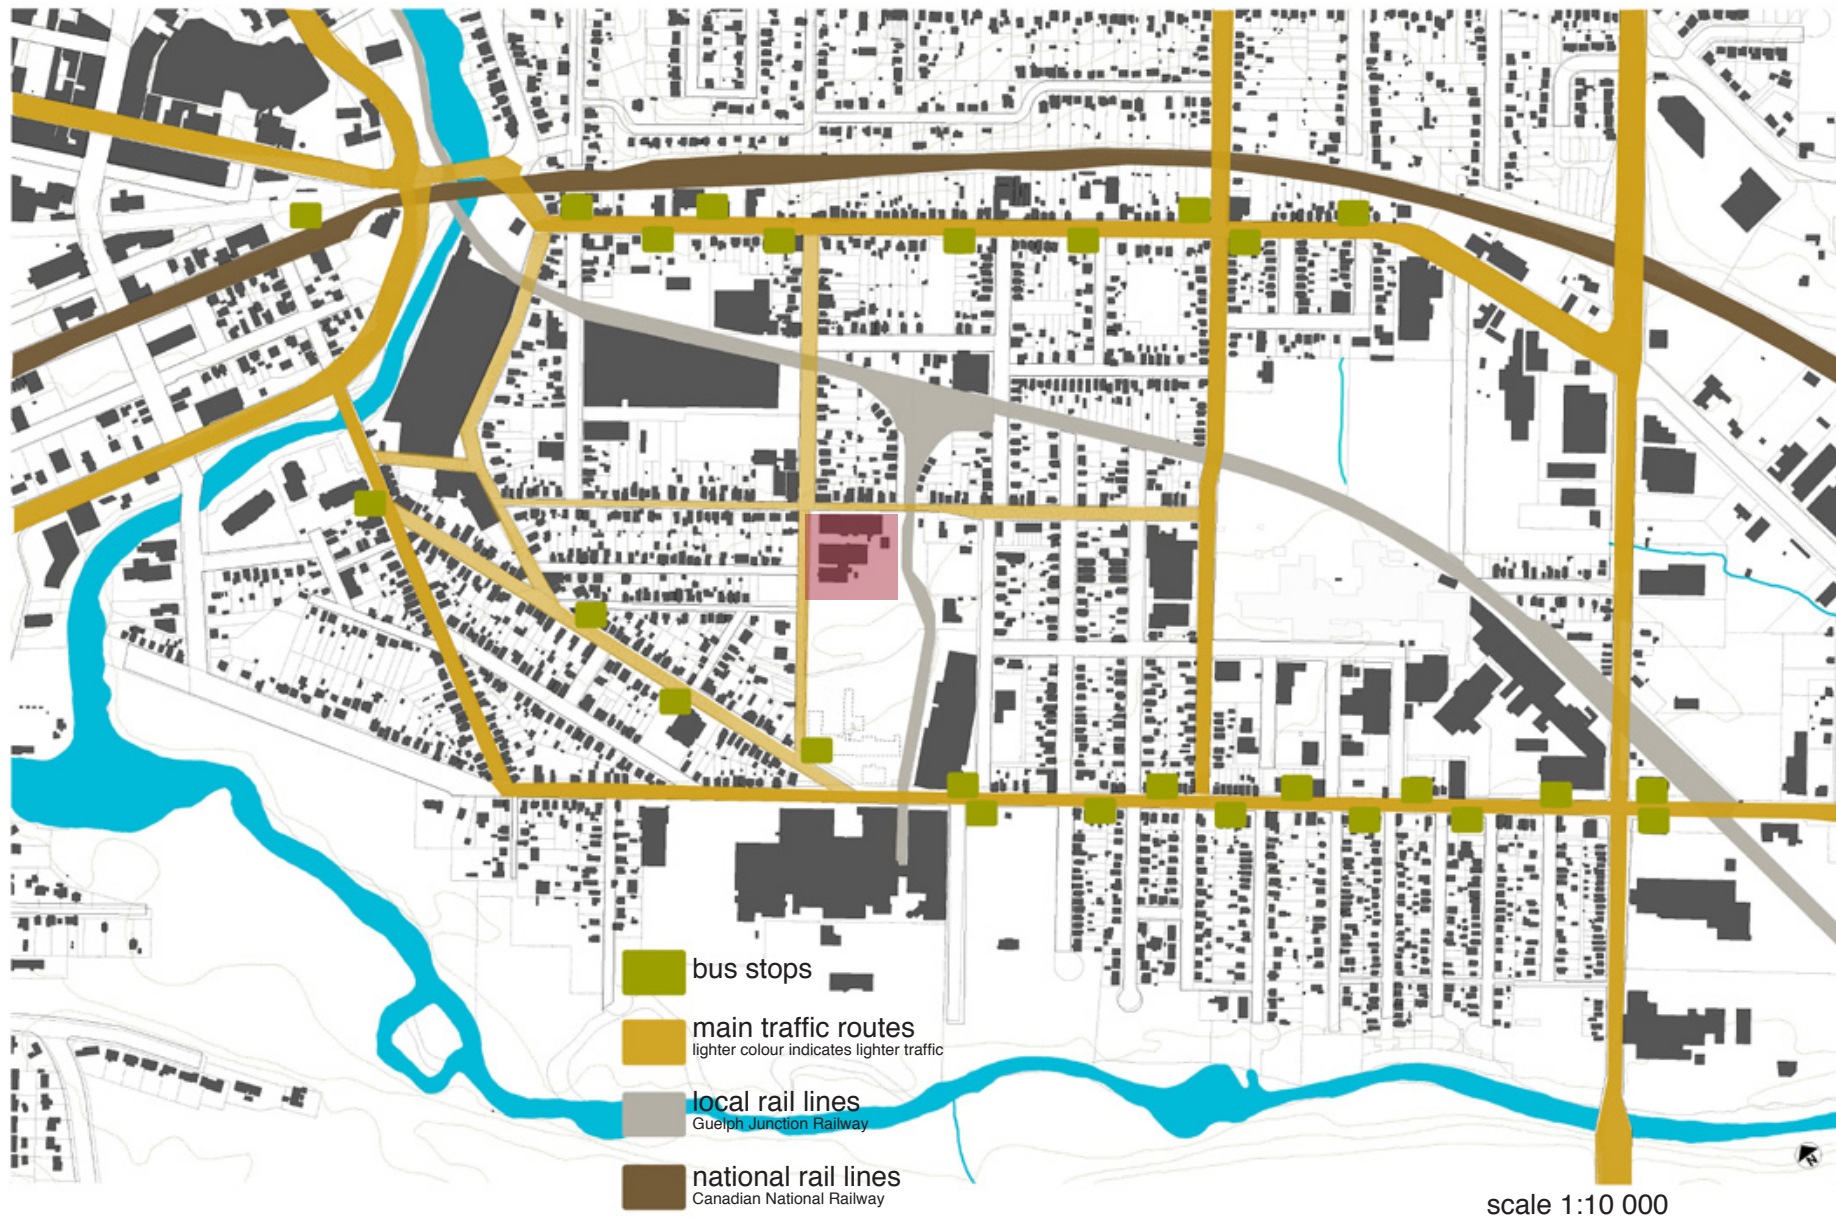 bus stops
main traffic routes
lighter colour indicates lighter traffic
local rail lines
Guelph Junction Railway
national rail lines
Canadian National Railway
N
scale 1:10 000